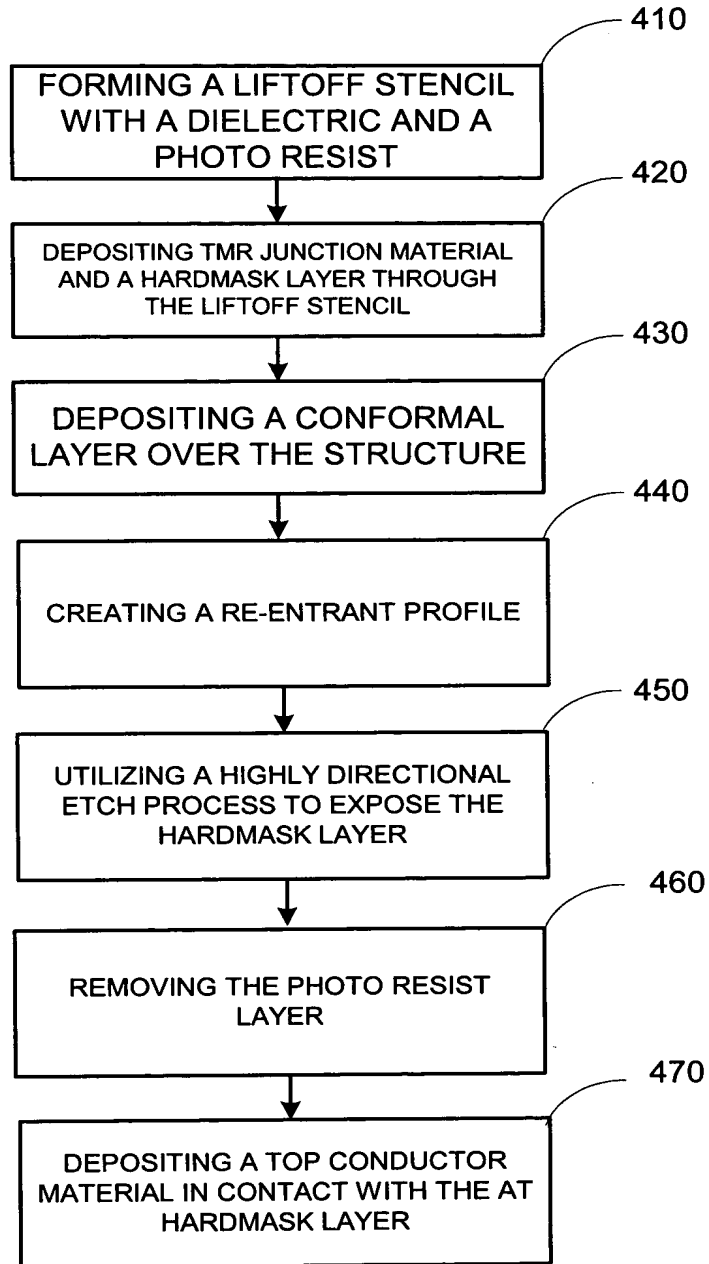 410
FORMING A LIFTOFF STENCIL
WITH A DIELECTRIC AND A
PHOTO RESIST
420
DEPOSITING TMR JUNCTION MATERIAL
AND A HARDMASK LAYER THROUGH
THE LIFTOFF STENCIL
430
DEPOSITING A CONFORMAL
LAYER OVER THE STRUCTURE
440
CREATING A RE-ENTRANT PROFILE
450
UTILIZING A HIGHLY DIRECTIONAL
ETCH PROCESS TO EXPOSE THE
HARDMASK LAYER
460
REMOVING THE PHOTO RESIST
LAYER
470
DEPOSITING A TOP CONDUCTOR
MATERIAL IN CONTACT WITH THE AT
HARDMASK LAYER